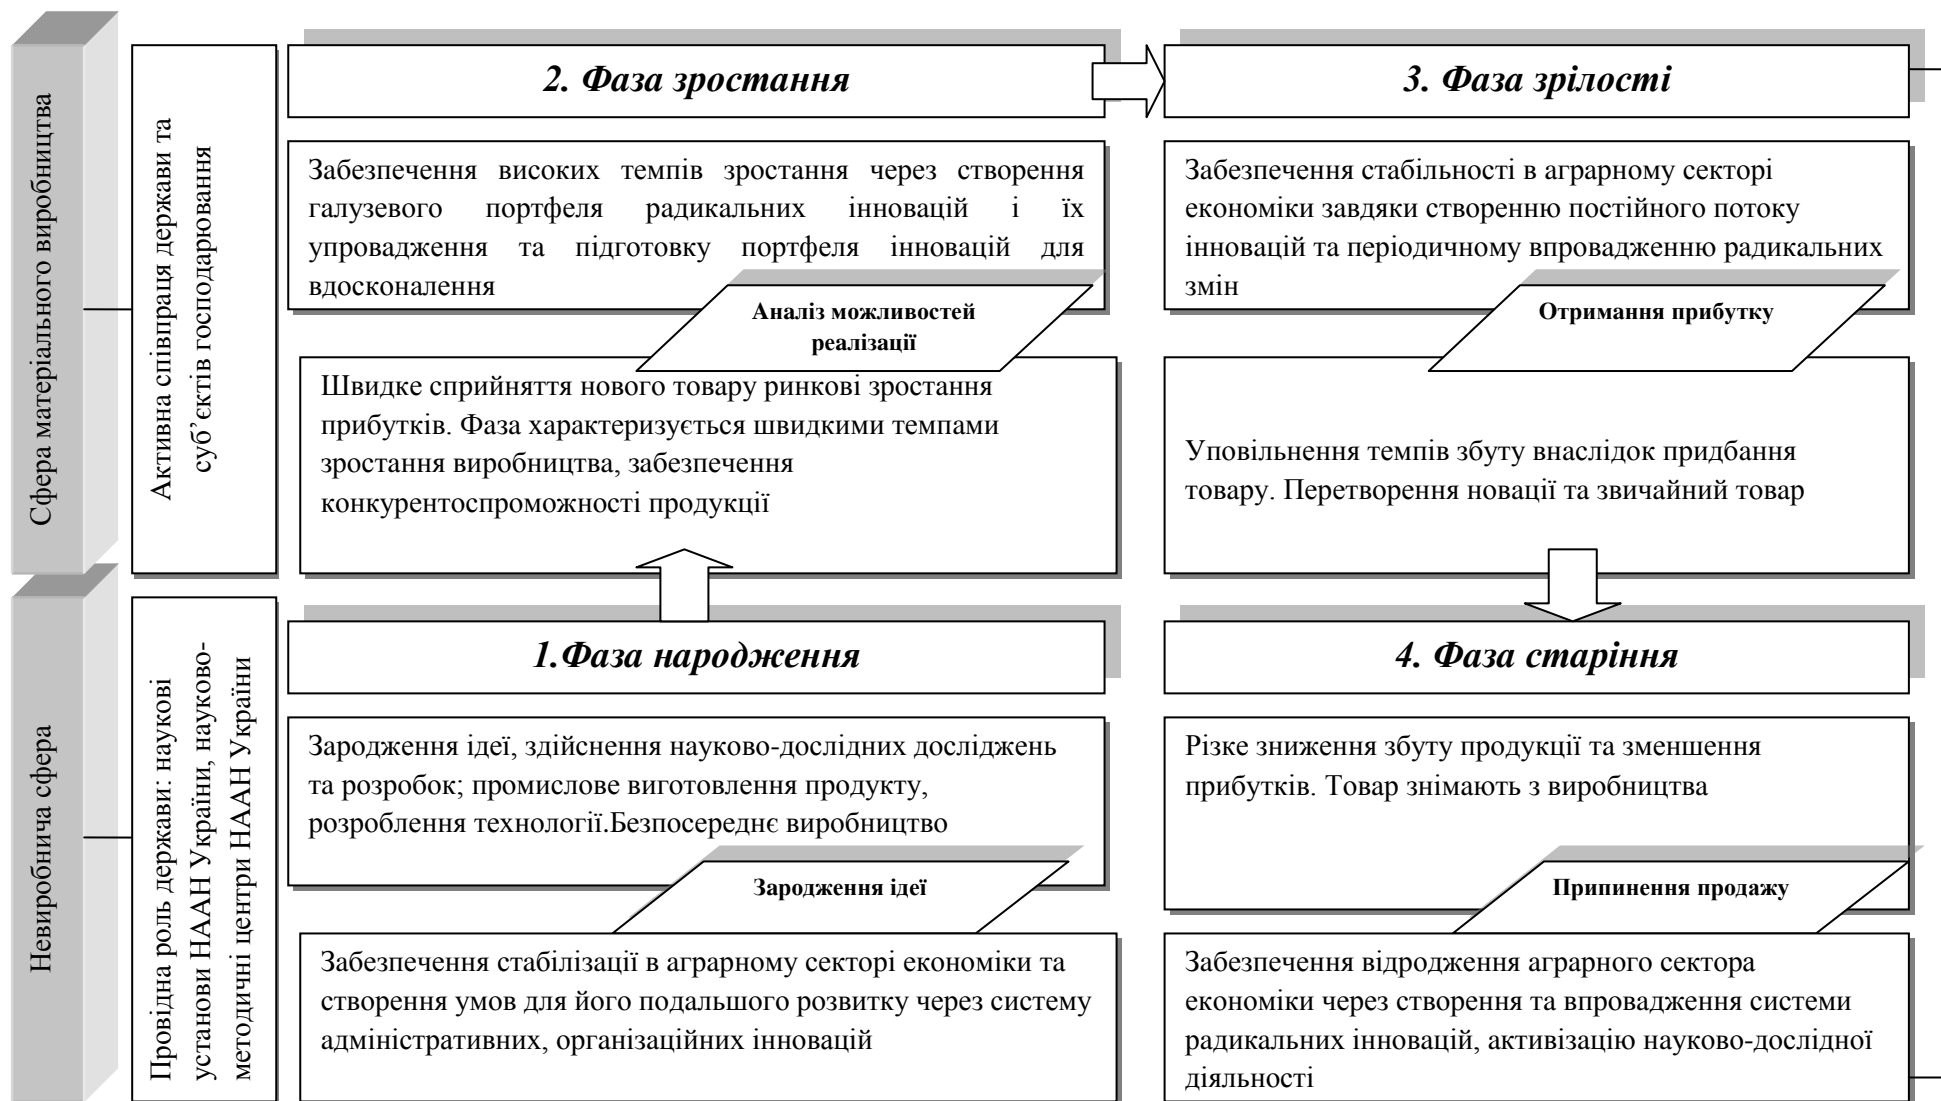 Сфера матеріального виробництва
Активна співпраця держави та
суб’єктів господарювання
2. Фаза зростання
Забезпечення високих темпів зростання через створення
галузевого портфеля радикальних інновацій і їх
упровадження та підготовку портфеля інновацій для
вдосконалення
Аналіз можливостей
реалізації
Швидке сприйняття нового товару ринкові зростання
прибутків. Фаза характеризується швидкими темпами
зростання виробництва, забезпечення
конкурентоспроможності продукції
3. Фаза зрілості
Забезпечення стабільності в аграрному секторі
економіки завдяки створенню постійного потоку
інновацій та періодичному впровадженню радикальних
змін
Отримання прибутку
Уповільнення темпів збуту внаслідок придбання
товару. Перетворення новації та звичайний товар
Невиробнича сфера
Провідна роль держави: наукові
установи НААН України, науково-
методичні центри НААН України
1.Фаза народження
Зародження ідеї, здійснення науково-дослідних досліджень
та розробок; промислове виготовлення продукту,
розроблення технології.Безпосереднє виробництво
Зародження ідеї
Забезпечення стабілізації в аграрному секторі економіки та
створення умов для його подальшого розвитку через систему
адміністративних, організаційних інновацій
4. Фаза старіння
Різке зниження збуту продукції та зменшення
прибутків. Товар знімають з виробництва
Припинення продажу
Забезпечення відродження аграрного сектора
економіки через створення та впровадження системи
радикальних інновацій, активізацію науково-дослідної
діяльності